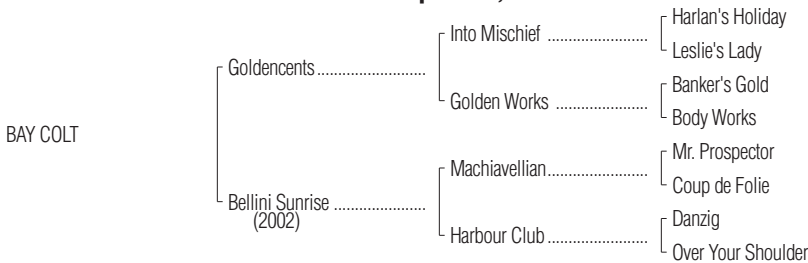 Harlan's Holiday
Into Mischief ........................
Leslie's Lady
Goldencents..........................
Banker's Gold
Golden Works ......................
Body Works
BAY COLT
Mr. Prospector
Machiavellian........................
Coup de Folie
Bellini Sunrise ......................
(2002)
Danzig
Harbour Club ........................
Over Your Shoulder